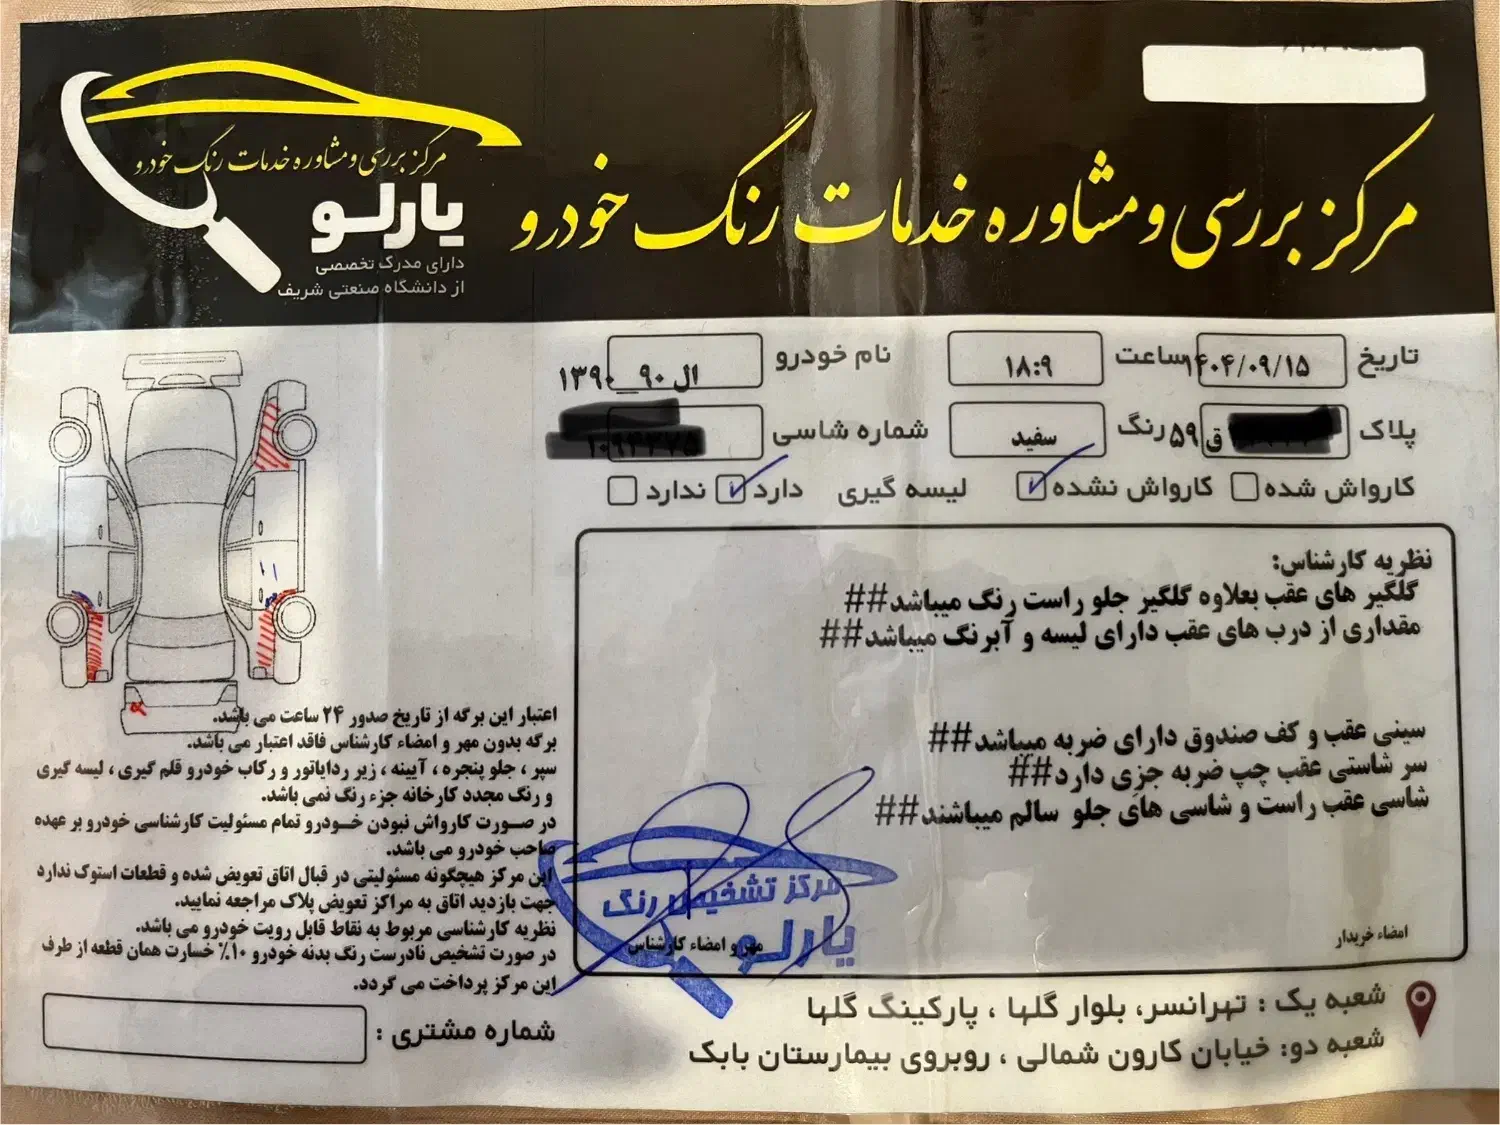 مرکز بررسی و مشاوره خدمات رنگ خودرو
مرکز بررسی و مشاوره خدمات رنگ خودرو
یارلو
دارای مدرک تخصصی
از دانشگاه صنعتی شریف
تاریخ ۱۴۰۴/۰۹/۱۵ ساعت ۱۸:۹ نام خودرو ال ۹۰__۱۳۹۰
پلاک ق ۵۹ رنگ سفید شماره شاسی
کارواش شده کارواش نشده لیسه گیری دارد ندارد
نظریه کارشناس:
گلگیر های عقب بعلاوه گلگیر جلو راست رنگ میباشد##
مقداری از درب های عقب دارای لیسه و آبرنگ میباشد##
سینی عقب و کف صندوق دارای ضربه میباشد##
سر شاستی عقب چپ ضربه جزی دارد##
شاسی عقب راست و شاسی های جلو سالم میباشند##
امضاء خریدار
مهر و امضاء کارشناس
مرکز تشخیص رنگ
یارلو
اعتبار این برگه از تاریخ صدور ۲۴ ساعت می باشد.
برگه بدون مهر و امضاء کارشناس فاقد اعتبار می باشد.
سپر ، جلو پنجره ، آیینه ، زیر ردایاتور و رکاب خودرو قلم گیری ، لیسه گیری
و رنگ مجدد کارخانه جزء رنگ نمی باشد.
در صورت کارواش نبودن خودرو تمام مسئولیت کارشناسی خودرو بر عهده
صاحب خودرو می باشد.
این مرکز هیچگونه مسئولیتی در قبال اتاق تعویض شده و قطعات استوک ندارد
جهت بازدید اتاق به مراکز تعویض پلاک مراجعه نمایید.
نظریه کارشناسی مربوط به نقاط قابل رویت خودرو می باشد.
در صورت تشخیص نادرست رنگ بدنه خودرو ۱۰٪ خسارت همان قطعه از طرف
این مرکز پرداخت می گردد.
شماره مشتری :
شعبه یک : تهرانسر، بلوار گلها ، پارکینگ گلها
شعبه دو: خیابان کارون شمالی ، روبروی بیمارستان بابک